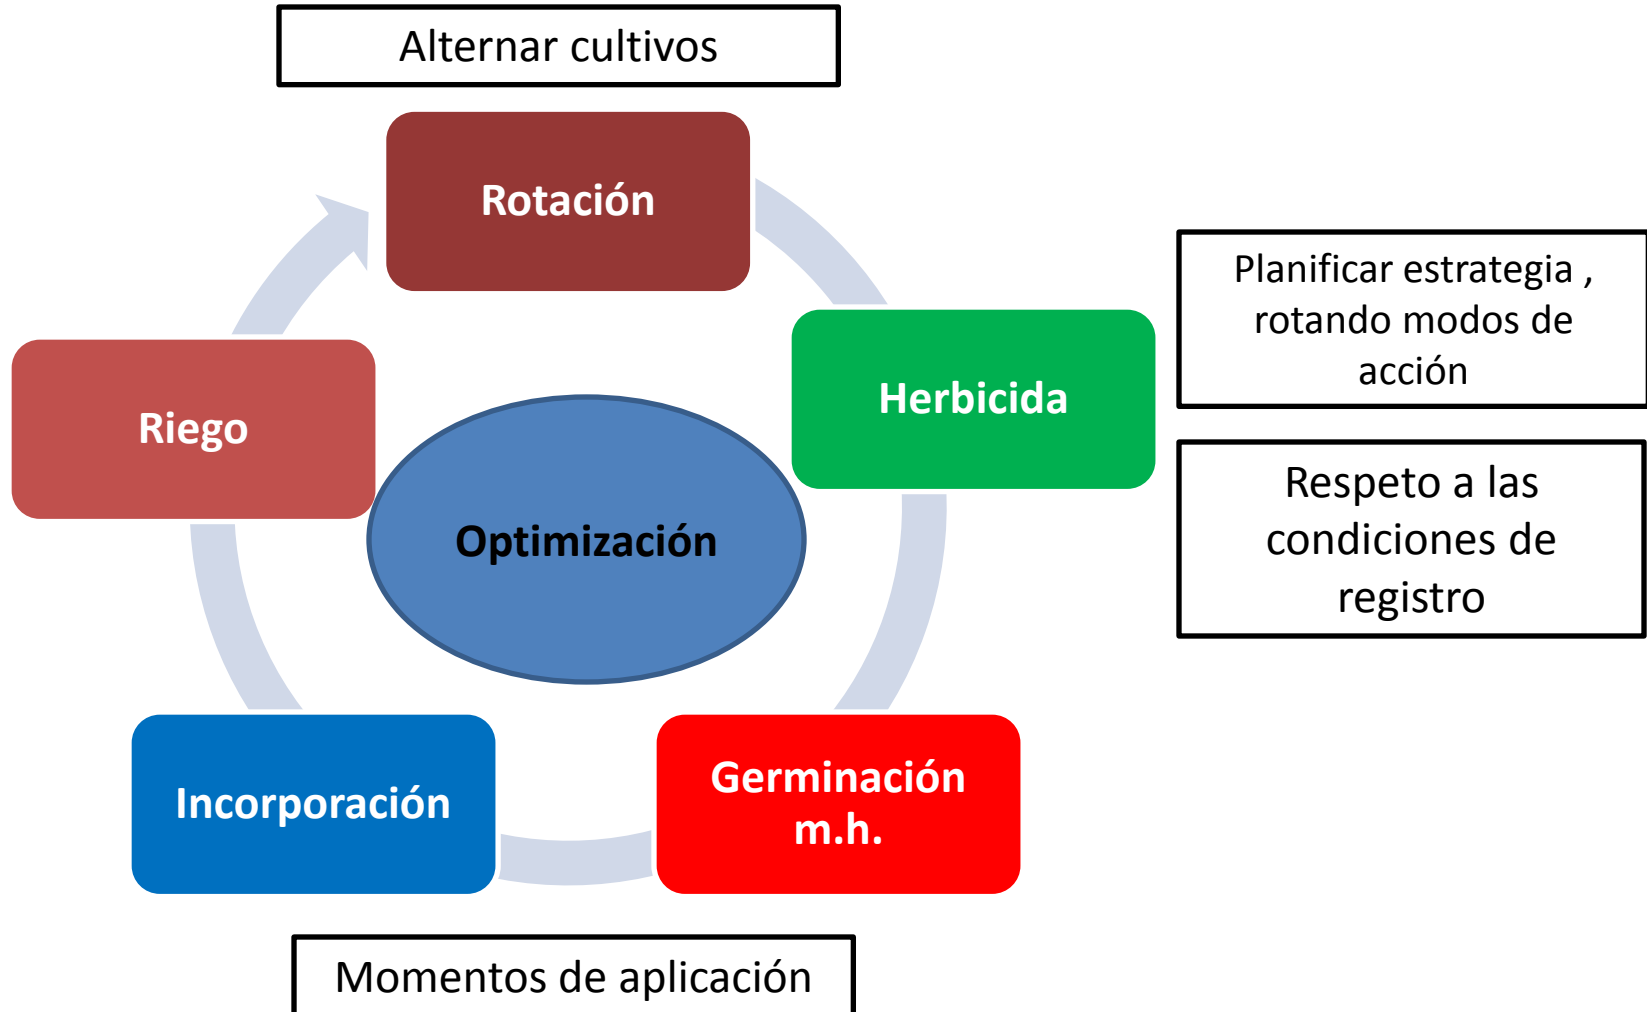 Alternar cultivos
Rotación
Planificar estrategia ,
rotando modos de
acción
Herbicida
Riego
Respeto a las
condiciones de
registro
Optimización
Germinación
m.h.
Incorporación
Momentos de aplicación